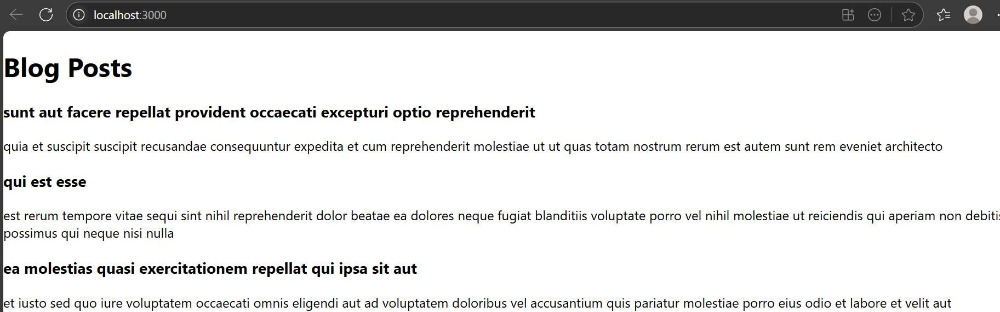 localhost:3000
Blog Posts
sunt aut facere repellat provident occaecati excepturi optio reprehenderit
quia et suscipit suscipit recusandae consequuntur expedita et cum reprehenderit molestiae ut ut quas totam nostrum rerum est autem sunt rem eveniet architecto
qui est esse
est rerum tempore vitae sequi sint nihil reprehenderit dolor beatae ea dolores neque fugiat blanditiis voluptate porro vel nihil molestiae ut reiciendis qui aperiam non debitis
possimus qui neque nisi nulla
ea molestias quasi exercitationem repellat qui ipsa sit aut
et iusto sed quo iure voluptatem occaecati omnis eligendi aut ad voluptatem doloribus vel accusantium quis pariatur molestiae porro eius odio et labore et velit aut